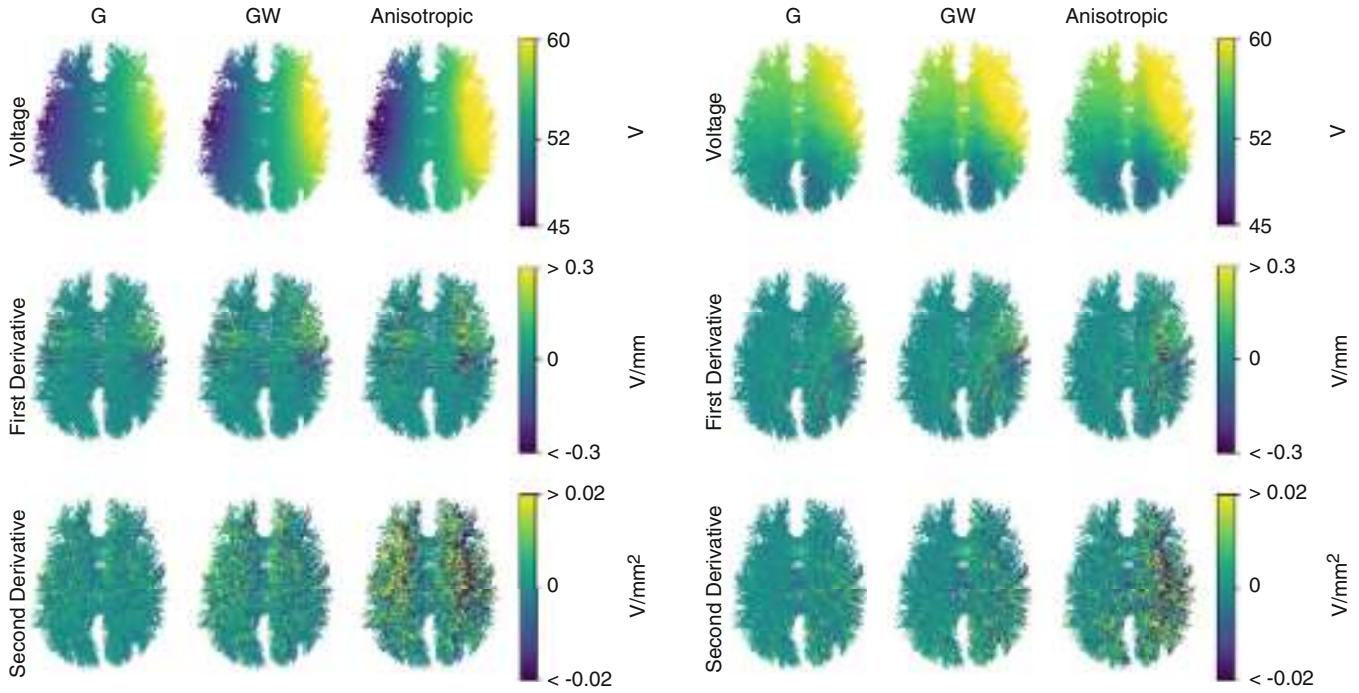 G GW Anisotropic
Voltage
60
52
45
V
First Derivative
> 0.3
0
< -0.3
V/mm
Second Derivative
> 0.02
0
< -0.02
V/mm²
G GW Anisotropic
Voltage
60
52
45
V
First Derivative
> 0.3
0
< -0.3
V/mm
Second Derivative
> 0.02
0
< -0.02
V/mm²